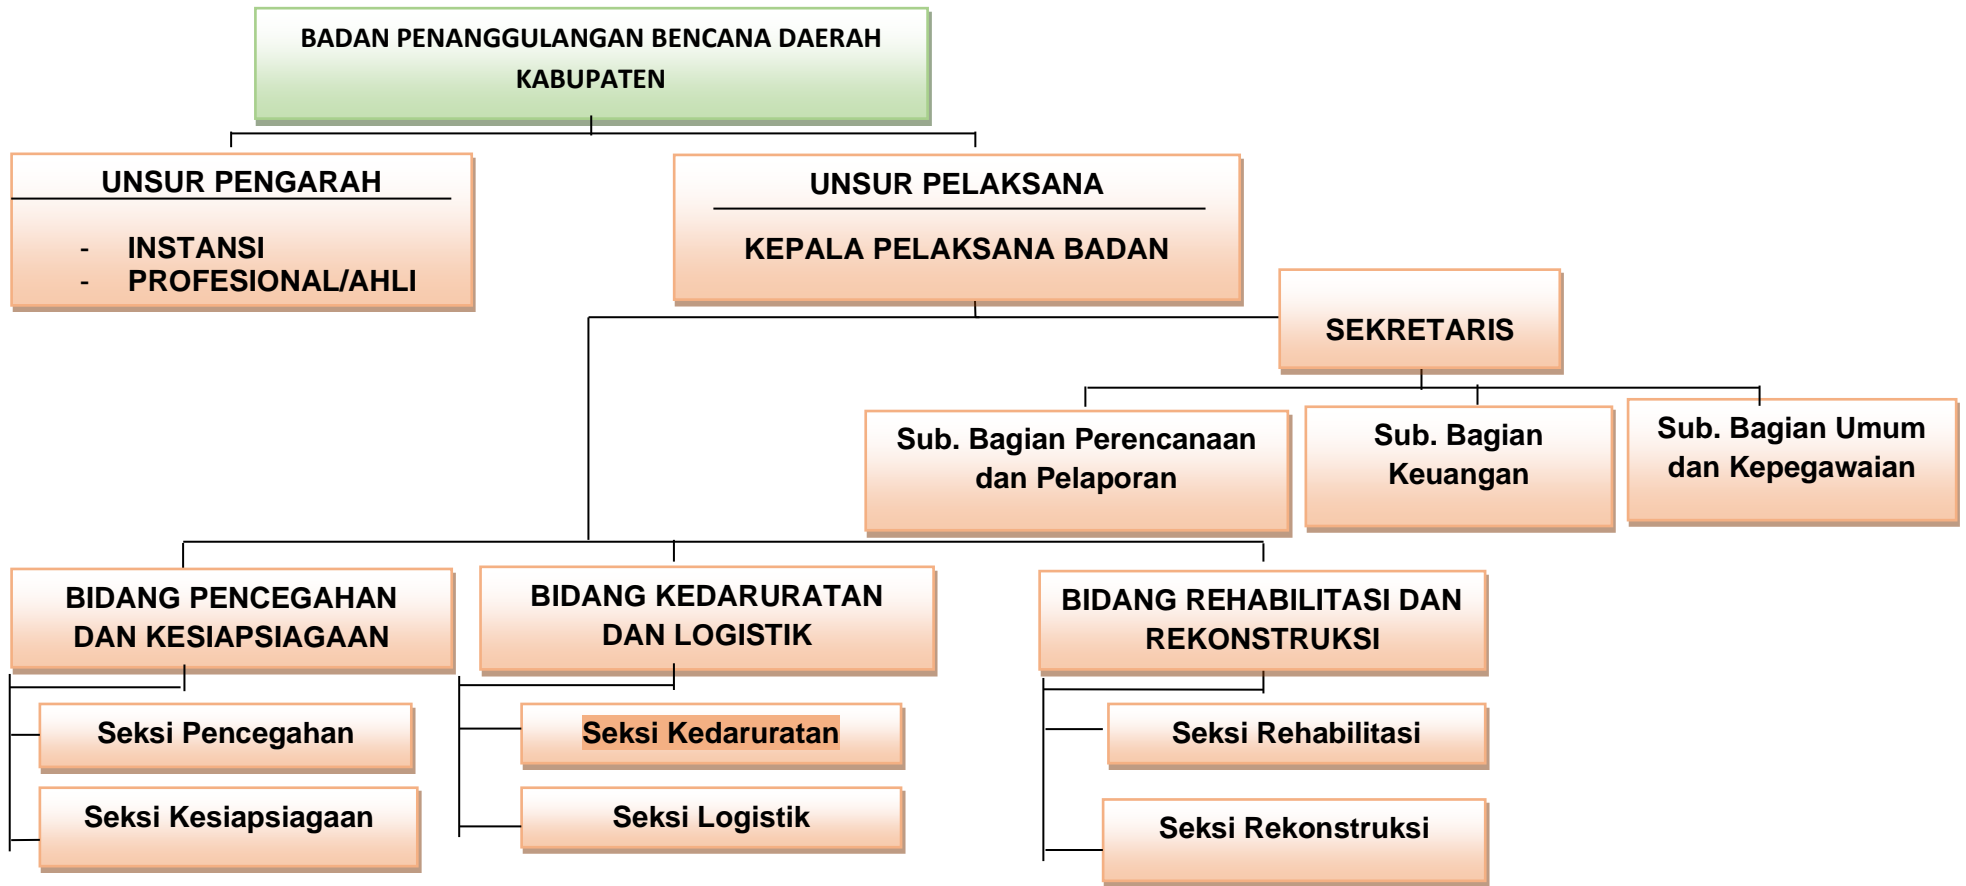 BADAN PENANGGULANGAN BENCANA DAERAH
KABUPATEN
UNSUR PENGARAH
- INSTANSI
- PROFESIONAL/AHLI
UNSUR PELAKSANA
KEPALA PELAKSANA BADAN
SEKRETARIS
Sub. Bagian Perencanaan
dan Pelaporan
Sub. Bagian
Keuangan
Sub. Bagian Umum
dan Kepegawaian
BIDANG PENCEGAHAN
DAN KESIAPSIAGAAN
Seksi Pencegahan
Seksi Kesiapsiagaan
BIDANG KEDARURATAN
DAN LOGISTIK
Seksi Kedaruratan
Seksi Logistik
BIDANG REHABILITASI DAN
REKONSTRUKSI
Seksi Rehabilitasi
Seksi Rekonstruksi